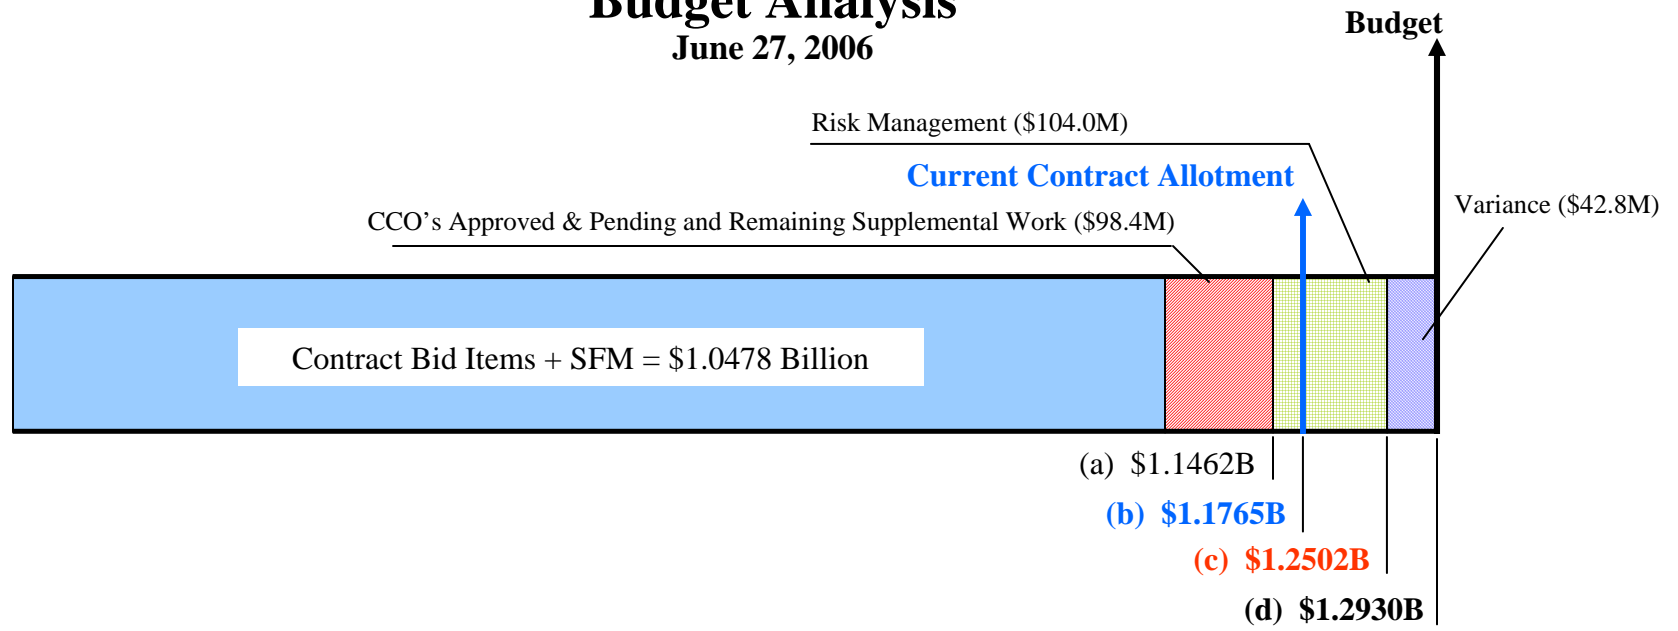 Budget Analysis
June 27, 2006
Budget
Risk Management ($104.0M)
Current Contract Allotment
Variance ($42.8M)
CCO’s Approved & Pending and Remaining Supplemental Work ($98.4M)
Contract Bid Items + SFM = $1.0478 Billion
(a) $1.1462B
(b) $1.1765B
(c) $1.2502B
(d) $1.2930B